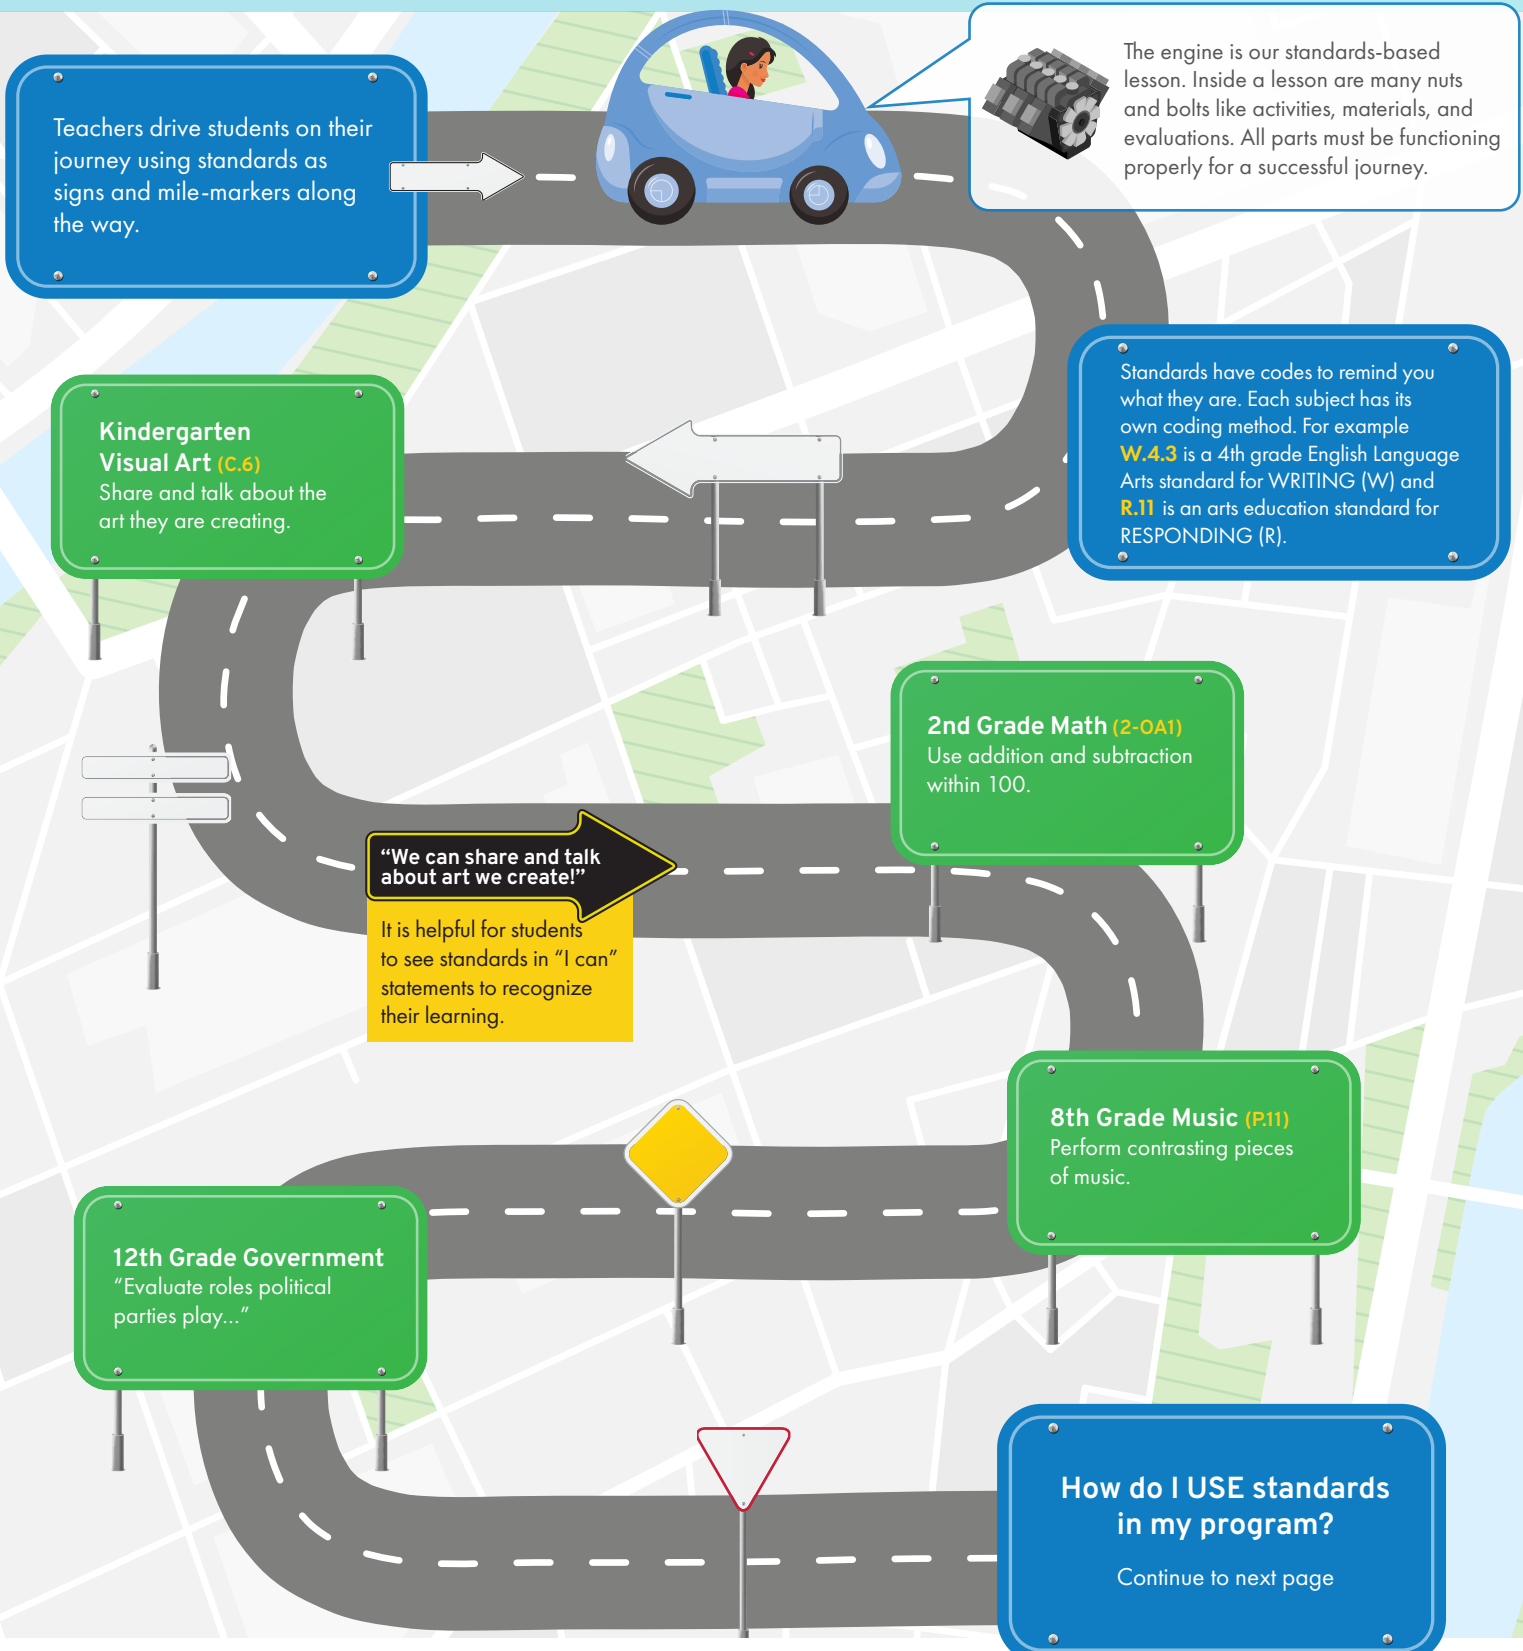 Teachers drive students on their
journey using standards as
signs and mile-markers along
the way.
The engine is our standards-based
lesson. Inside a lesson are many nuts
and bolts like activities, materials, and
evaluations. All parts must be functioning
properly for a successful journey.
Standards have codes to remind you
what they are. Each subject has its
own coding method. For example
W.4.3 is a 4th grade English Language
Arts standard for WRITING (W) and
R.11 is an arts education standard for
RESPONDING (R).
Kindergarten
Visual Art (C.6)
Share and talk about the
art they are creating.
2nd Grade Math (2-OA1)
Use addition and subtraction
within 100.
“We can share and talk
about art we create!”
It is helpful for students
to see standards in “I can”
statements to recognize
their learning.
8th Grade Music (P.11)
Perform contrasting pieces
of music.
12th Grade Government
“Evaluate roles political
parties play...”
How do I USE standards
in my program?
Continue to next page